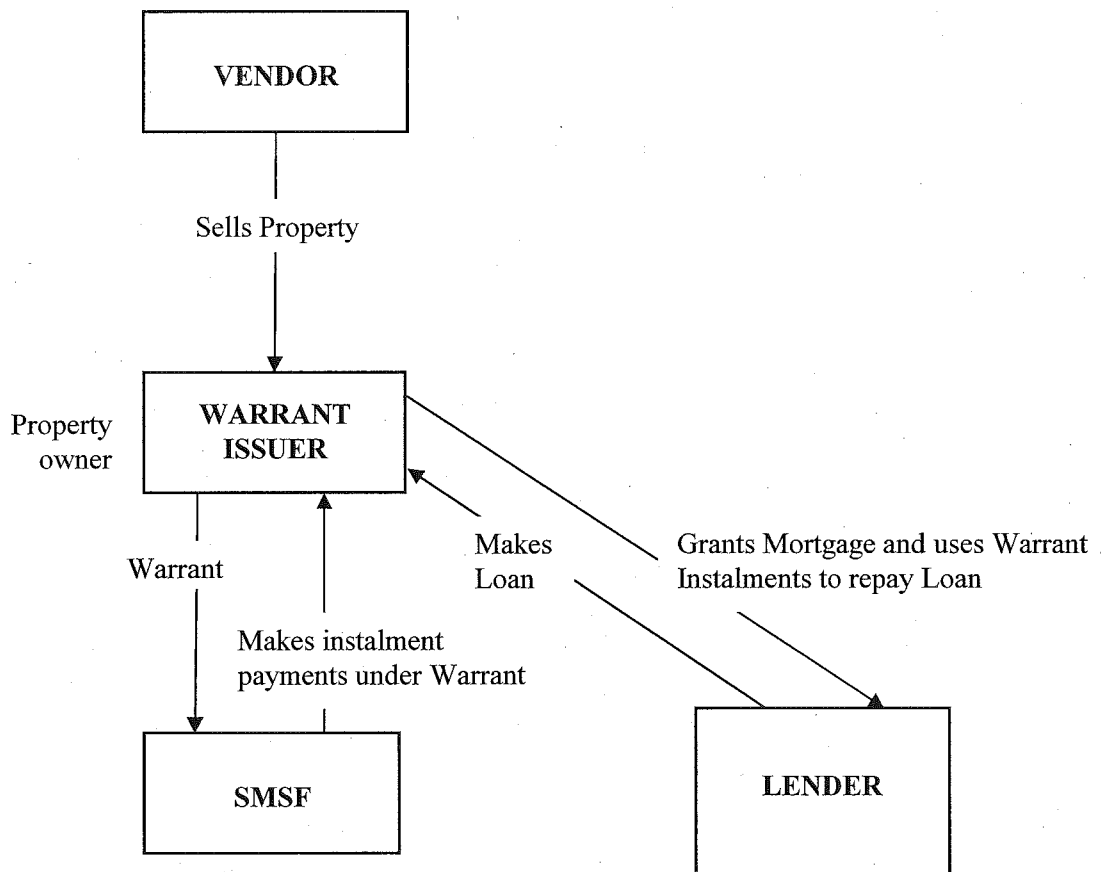 VENDOR
Sells Property
Property
owner
WARRANT
ISSUER
Warrant
Makes instalment
payments under Warrant
Makes
Loan
Grants Mortgage and uses Warrant
Instalments to repay Loan
SMSF
LENDER